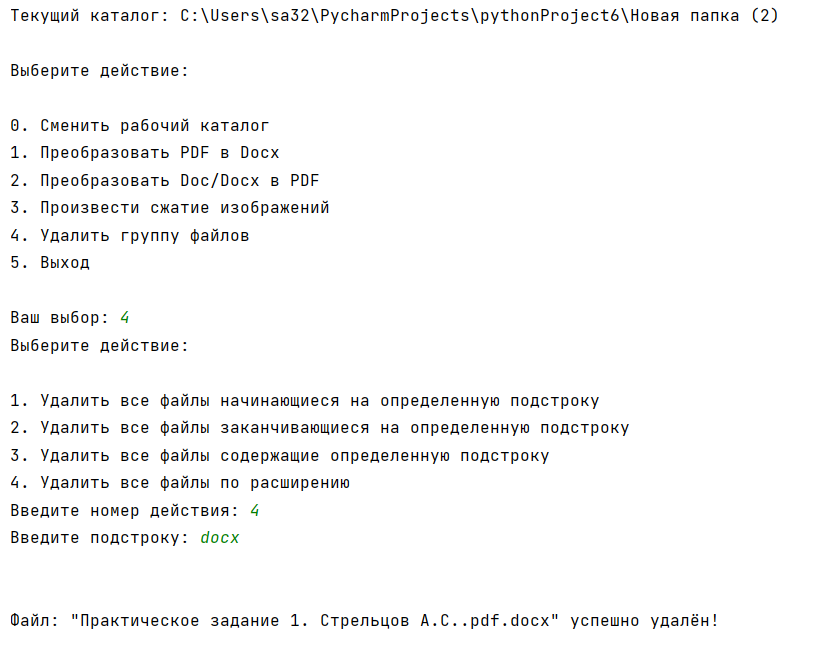 Текущий каталог: C:\Users\sa32\PycharmProjects\pythonProject6\Новая папка (2)
Выберите действие:
0. Сменить рабочий каталог
1. Преобразовать PDF в Docx
2. Преобразовать Doc/Docx в PDF
3. Произвести сжатие изображений
4. Удалить группу файлов
5. Выход
Ваш выбор: 4
Выберите действие:
1. Удалить все файлы начинающиеся на определенную подстроку
2. Удалить все файлы заканчивающиеся на определенную подстроку
3. Удалить все файлы содержащие определенную подстроку
4. Удалить все файлы по расширению
Введите номер действия: 4
Введите подстроку: docx
Файл: "Практическое задание 1. Стрельцов А.С..pdf.docx" успешно удалён!